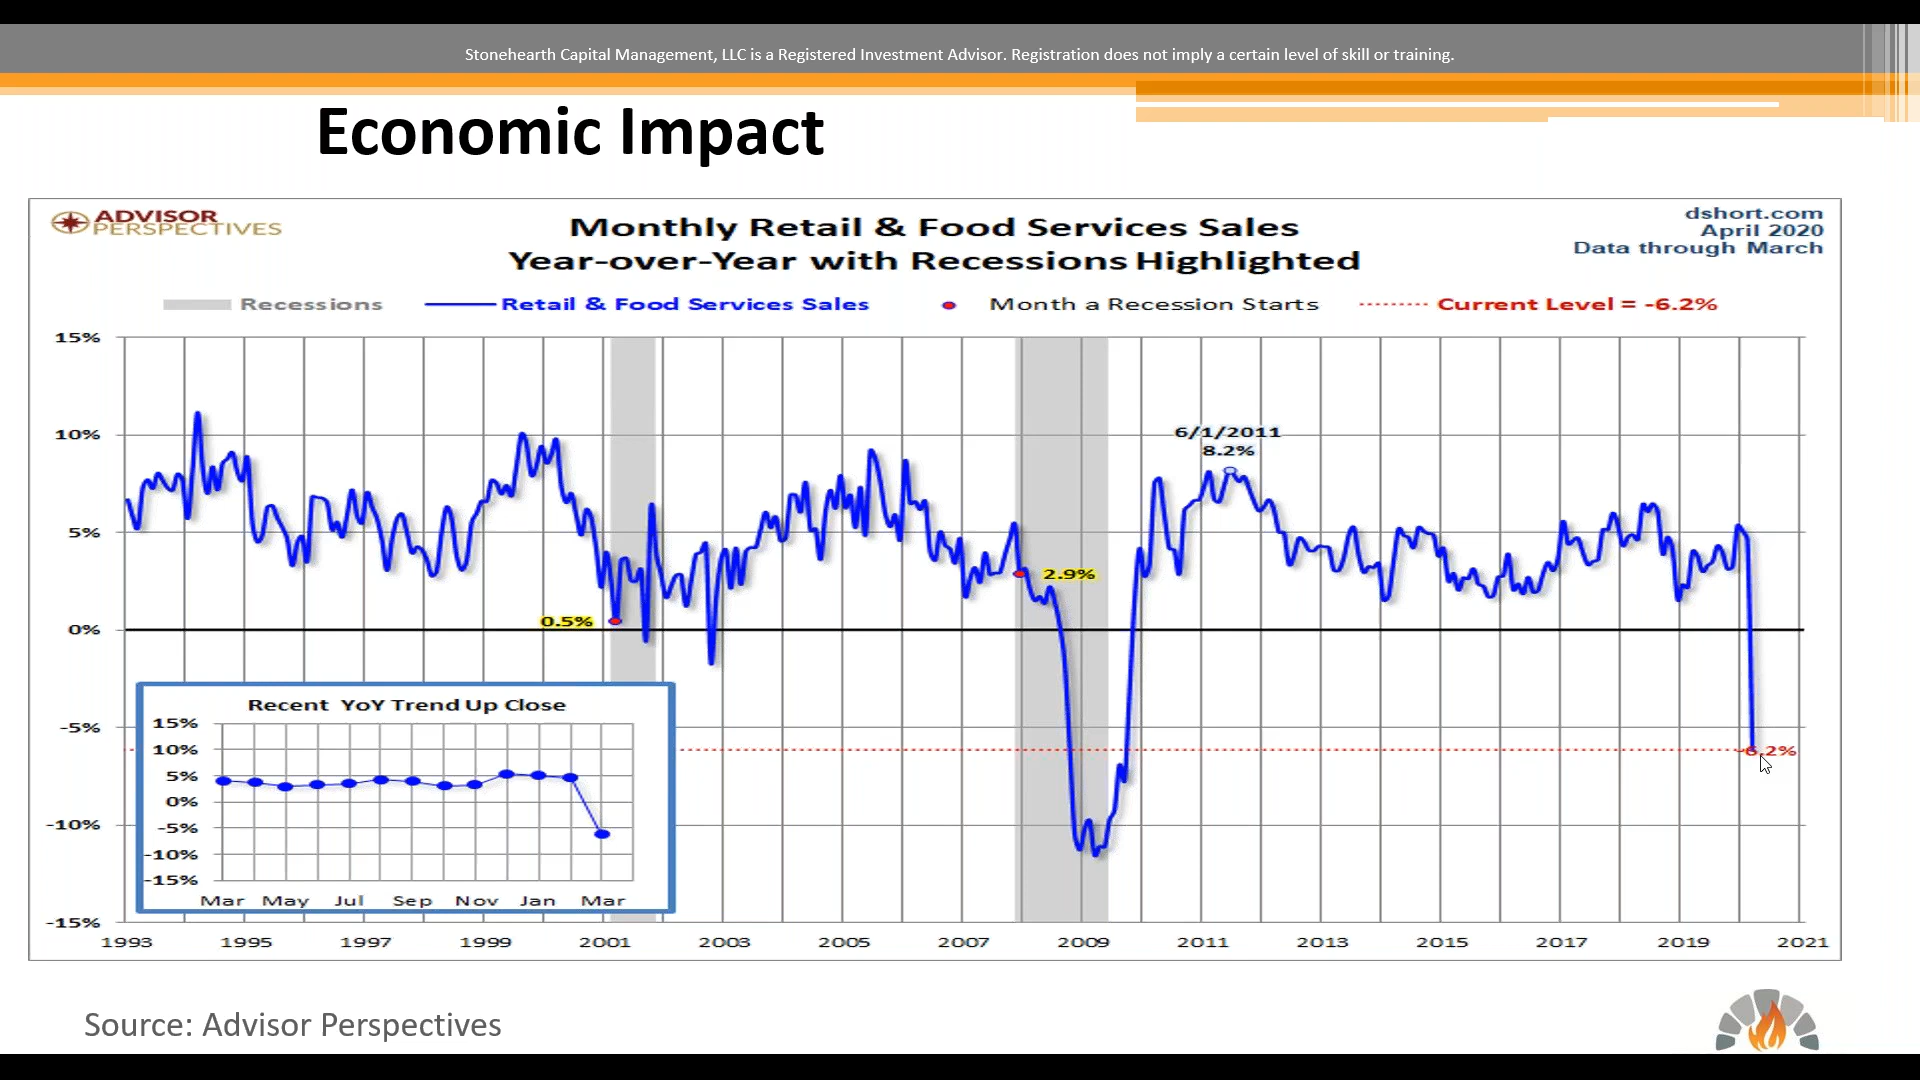 Stonehearth Capital Management, LLC is a Registered Investment Advisor. Registration does not imply a certain level of skill or training.
Economic Impact
ADVISOR
PERSPECTIVES
Monthly Retail & Food Services Sales
Year-over-Year with Recessions Highlighted
dshort.com
April 2020
Data through March
Recessions
Retail & Food Services Sales
Month a Recession Starts
Current Level = -6.2%
15%
10%
5%
0%
-5%
-10%
-15%
6/1/2011
8.2%
2.9%
0.5%
-6.2%
Recent YoY Trend Up Close
15%
10%
5%
0%
-5%
-10%
-15%
Mar May Jul Sep Nov Jan Mar
1993 1995 1997 1999 2001 2003 2005 2007 2009 2011 2013 2015 2017 2019 2021
Source: Advisor Perspectives